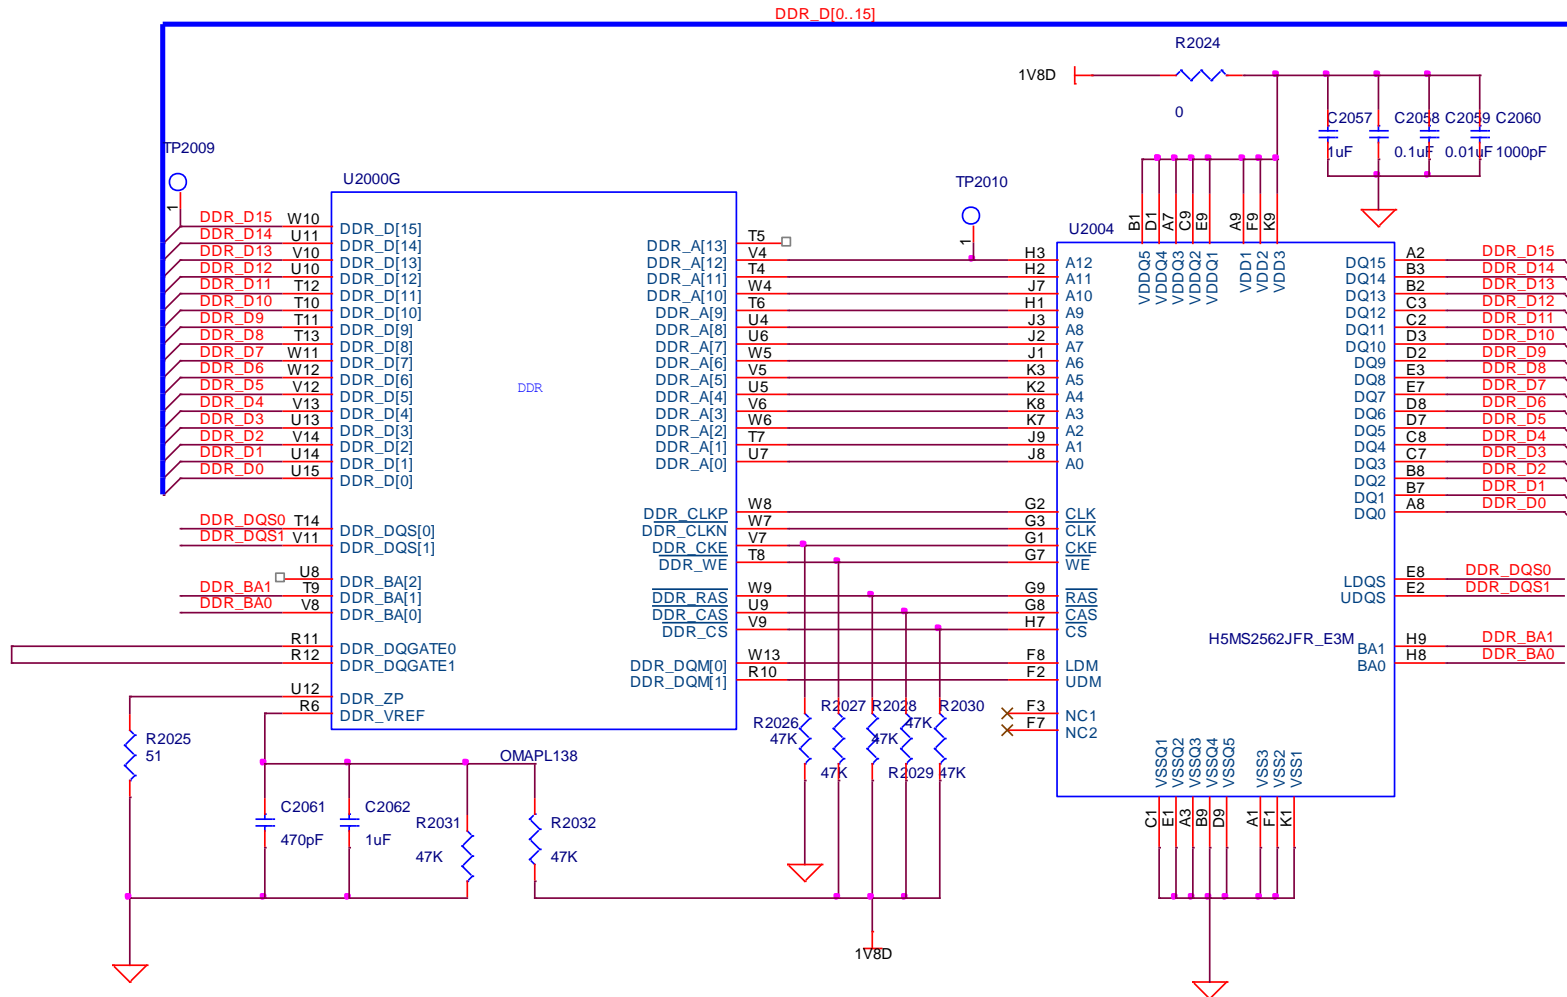 DDR_D[0..15]
R2024
1V8D
0
C2057
1uF
C2058
0.1uF
C2059
0.01uF
C2060
1000pF
TP2009
1
U2000G
DDR_D15 W10 DDR_D[15]
DDR_D14 U11 DDR_D[14]
DDR_D13 V10 DDR_D[13]
DDR_D12 U10 DDR_D[12]
DDR_D11 T12 DDR_D[11]
DDR_D10 T10 DDR_D[10]
DDR_D9 T11 DDR_D[9]
DDR_D8 T13 DDR_D[8]
DDR_D7 W11 DDR_D[7]
DDR_D6 W12 DDR_D[6]
DDR_D5 V12 DDR_D[5]
DDR_D4 V13 DDR_D[4]
DDR_D3 U13 DDR_D[3]
DDR_D2 V14 DDR_D[2]
DDR_D1 U14 DDR_D[1]
DDR_D0 U15 DDR_D[0]
DDR_DQS0 T14 DDR_DQS[0]
DDR_DQS1 V11 DDR_DQS[1]
U8 DDR_BA[2]
DDR_BA1 T9 DDR_BA[1]
DDR_BA0 V8 DDR_BA[0]
R11 DDR_DQGATE0
R12 DDR_DQGATE1
U12 DDR_ZP
R6 DDR_VREF
DDR
DDR_A[13] T5
DDR_A[12] V4
DDR_A[11] T4
DDR_A[10] W4
DDR_A[9] T6
DDR_A[8] U4
DDR_A[7] U6
DDR_A[6] W5
DDR_A[5] V5
DDR_A[4] U5
DDR_A[3] V6
DDR_A[2] W6
DDR_A[1] T7
DDR_A[0] U7
DDR_CLKP W8
DDR_CLKN W7
DDR_CKE V7
DDR_WE T8
DDR_RAS W9
DDR_CAS U9
DDR_CS V9
DDR_DQM[0] W13
DDR_DQM[1] R10
OMAPL138
TP2010
1
U2004
B1 VDDQ5
D1 VDDQ4
A7 VDDQ3
C9 VDDQ2
E9 VDDQ1
A9 VDD1
F9 VDD2
K9 VDD3
H3 A12
H2 A11
J7 A10
H1 A9
J3 A8
J2 A7
J1 A6
K3 A5
K2 A4
K8 A3
K7 A2
J9 A1
J8 A0
G2 CLK
G3 CLK
G1 CKE
G7 WE
G9 RAS
G8 CAS
H7 CS
F8 LDM
F2 UDM
F3 NC1
F7 NC2
DQ15 A2 DDR_D15
DQ14 B3 DDR_D14
DQ13 B2 DDR_D13
DQ12 C3 DDR_D12
DQ11 C2 DDR_D11
DQ10 D3 DDR_D10
DQ9 D2 DDR_D9
DQ8 E3 DDR_D8
DQ7 E7 DDR_D7
DQ6 D8 DDR_D6
DQ5 D7 DDR_D5
DQ4 C8 DDR_D4
DQ3 C7 DDR_D3
DQ2 B8 DDR_D2
DQ1 B7 DDR_D1
DQ0 A8 DDR_D0
LDQS E8 DDR_DQS0
UDQS E2 DDR_DQS1
H5MS2562JFR_E3M
BA1 H9 DDR_BA1
BA0 H8 DDR_BA0
VSSQ1 C1
VSSQ2 E1
VSSQ3 A3
VSSQ4 B9
VSSQ5 D9
VSS3 A1
VSS2 F1
VSS1 K1
R2025
51
C2061
470pF
C2062
1uF
R2031
47K
R2032
47K
R2026
47K
R2027
47K
R2028
47K
R2029
47K
R2030
47K
1V8D